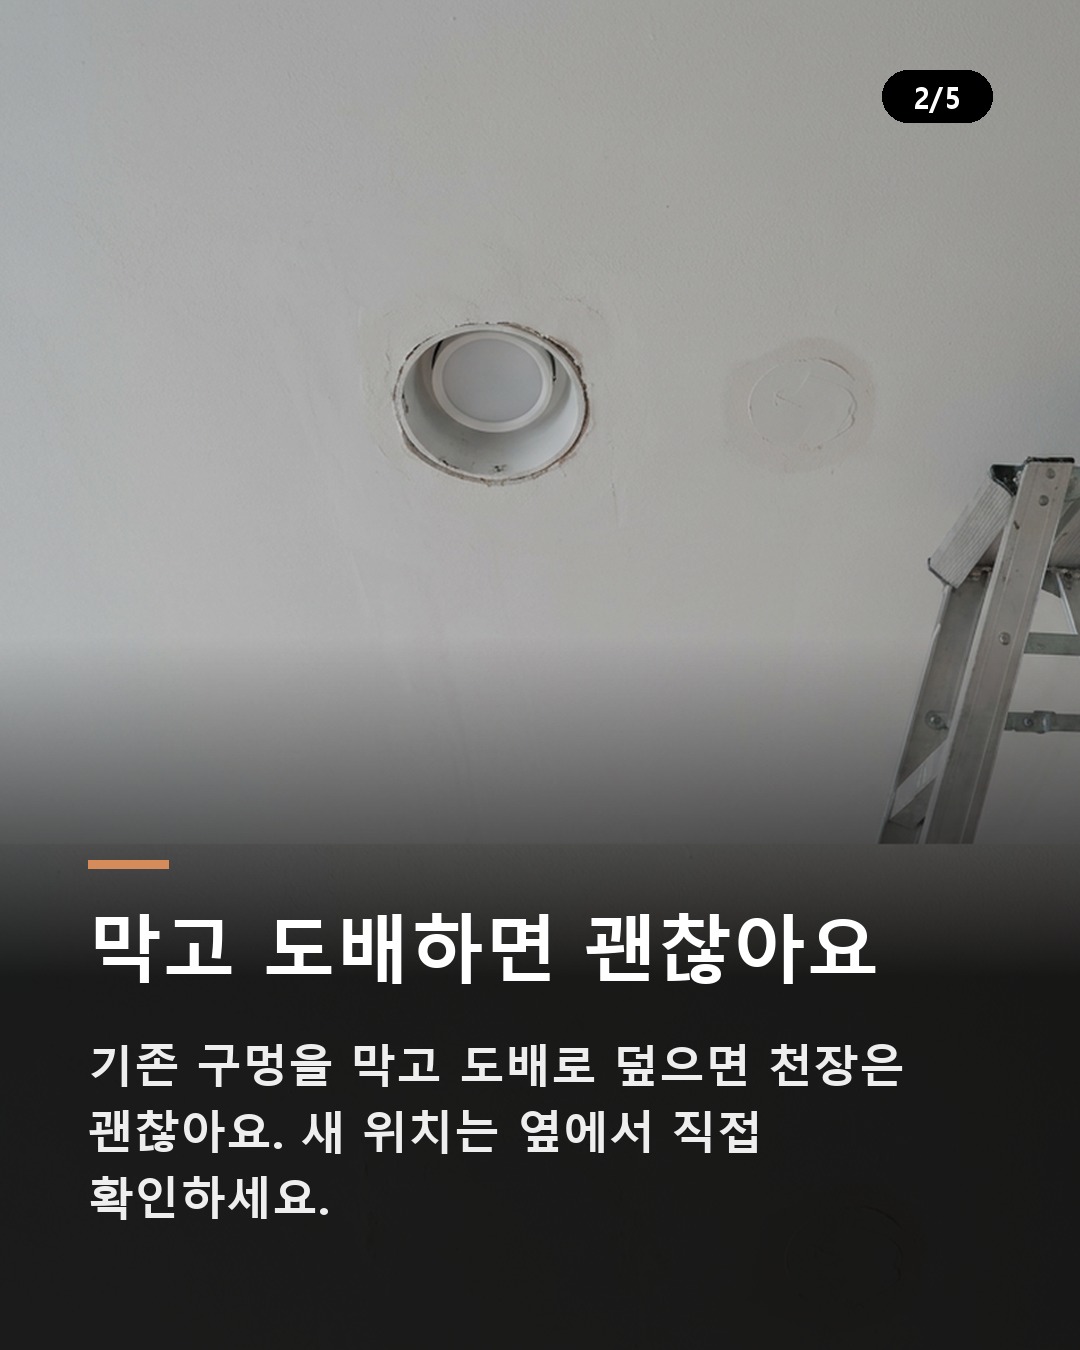 2/5
막고 도배하면 괜찮아요
기존 구멍을 막고 도배로 덮으면 천장은
괜찮아요. 새 위치는 옆에서 직접
확인하세요.